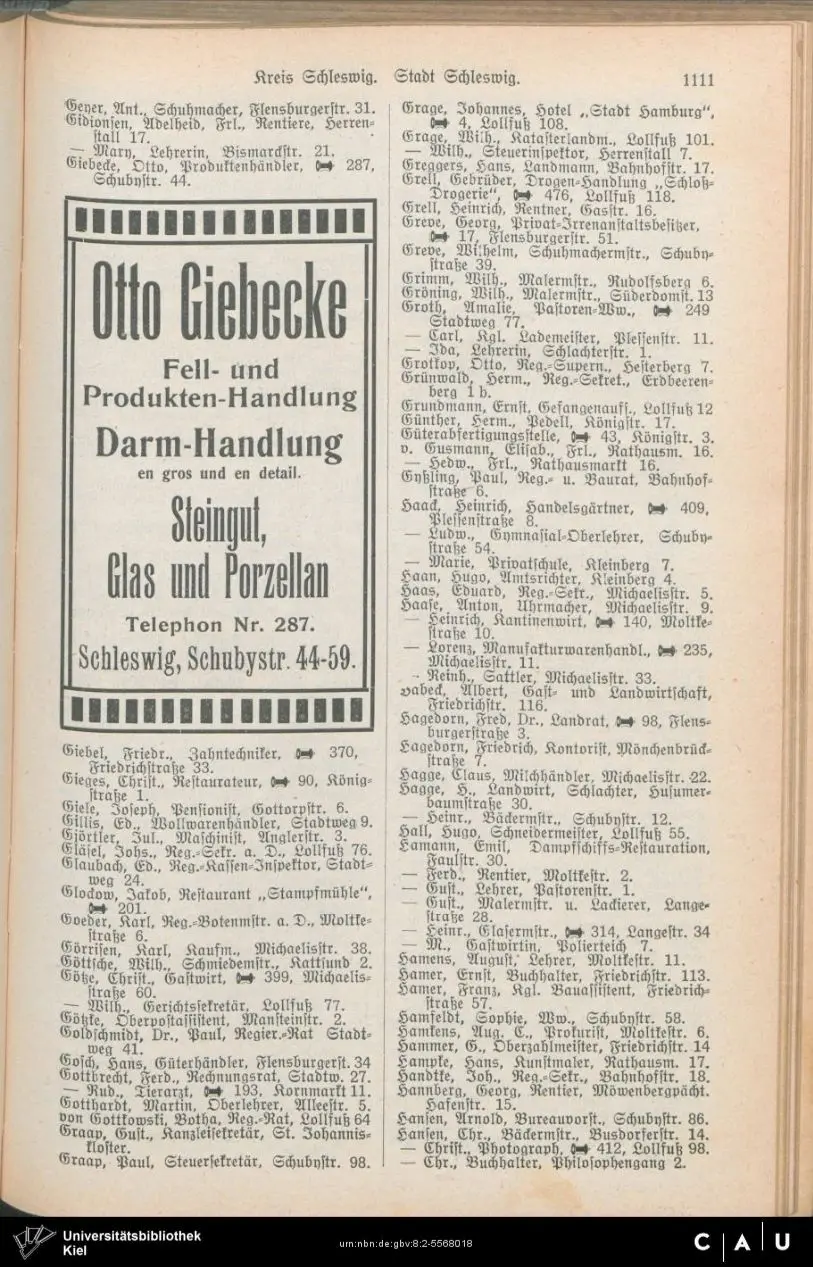 Kreis Schleswig. Stadt Schleswig. 1111
Geyer, Ant., Schuhmacher, Flensburgerstr. 31.
Gidionsen, Adelheid, Frl., Rentiere, Herren-
stall 17.
— Mary, Lehrerin, Bismarckstr. 21.
Giebecke, Otto, Produktenhändler, 287,
Schubystr. 44.
Otto Giebecke
Fell- und
Produkten-Handlung
Darm-Handlung
en gros und en detail.
Steingut,
Glas und Porzellan
Telephon Nr. 287.
Schleswig, Schubystr. 44-59.
Giebel, Friedr., Zahntechniker, 370,
Friedrichstraße 33.
Gieges, Christ., Restaurateur, 90, König-
straße 1.
Giele, Joseph, Pensionist, Gottorpstr. 6.
Gillis, Ed., Wollwarenhändler, Stadtweg 9.
Gjörtler, Jul., Maschinist, Anglerstr. 3.
Gläsel, Johs., Reg.-Sekr. a. D., Lollfuß 76.
Glaubach, Ed., Reg.-Kassen-Inspektor, Stadt-
weg 24.
Glockow, Jakob, Restaurant „Stampfmühle“,
201.
Goeder, Karl, Reg.-Botenmstr. a. D., Moltke-
straße 6.
Görrisen, Karl, Kaufm., Michaelisstr. 38.
Göttsche, Wilh., Schmiedemstr., Kattsund 2.
Götze, Christ., Gastwirt, 399, Michaelis-
straße 60.
— Wilh., Gerichtssekretär, Lollfuß 77.
Götzke, Oberpostassistent, Mansteinstr. 2.
Goldschmidt, Dr., Paul, Regier.-Rat Stadt-
weg 41.
Gosch, Hans, Güterhändler, Flensburgerst. 34
Gottbrecht, Ferd., Rechnungsrat, Stadtw. 27.
— Rud., Tierarzt, 193, Kornmarkt 11.
Gotthardt, Martin, Oberlehrer, Alleestr. 5.
von Gottkowski, Botha, Reg.-Rat, Lollfuß 64
Graap, Gust., Kanzleisekretär, St. Johannis-
kloster.
Graap, Paul, Steuersekretär, Schubystr. 98.
Grage, Johannes, Hotel „Stadt Hamburg“,
4, Lollfuß 108.
Grage, Wilh., Katasterlandm., Lollfuß 101.
— Wilh., Steuerinspektor, Herrenstall 7.
Greggers, Hans, Landmann, Bahnhofstr. 17.
Grell, Gebrüder, Drogen-Handlung „Schloß-
Drogerie“, 476, Lollfuß 118.
Grell, Heinrich, Rentner, Gasstr. 16.
Greve, Georg, Privat-Irrenanstaltsbesitzer,
17, Flensburgerstr. 51.
Greve, Wilhelm, Schuhmachermstr., Schuby-
straße 39.
Grimm, Wilh., Malermstr., Rudolfsberg 6.
Gröning, Wilh., Malermstr., Süderdomst. 13
Groth, Amalie, Pastoren-Ww., 249
Stadtweg 77.
— Carl, Kgl. Lademeister, Plessenstr. 11.
— Ida, Lehrerin, Schlachterstr. 1.
Grotkop, Otto, Reg.-Supern., Hesterberg 7.
Grünwald, Herm., Reg.-Sekret., Erdbeeren-
berg 1 b.
Grundmann, Ernst, Gefangenauff., Lollfuß 12
Günther, Herm., Pedell, Königstr. 17.
Güterabfertigungsstelle, 43, Königstr. 3.
v. Gusmann, Elisab., Frl., Rathausm. 16.
— Hedw., Frl., Rathausmarkt 16.
Gyßling, Paul, Reg.- u. Baurat, Bahnhof-
straße 6.
Haack, Heinrich, Handelsgärtner, 409,
Plessenstraße 8.
— Ludw., Gymnasial-Oberlehrer, Schuby-
straße 54.
— Marie, Privatschule, Kleinberg 7.
Haan, Hugo, Amtsrichter, Kleinberg 4.
Haas, Eduard, Reg.-Sekr., Michaelisstr. 5.
Haase, Anton, Uhrmacher, Michaelisstr. 9.
— Heinrich, Kantinenwirt, 140, Moltke-
straße 10.
— Lorenz, Manufakturwarenhandl., 235,
Michaelisstr. 11.
- Reinh., Sattler, Michaelisstr. 33.
Habeck, Albert, Gast- und Landwirtschaft,
Friedrichstr. 116.
Hagedorn, Fred, Dr., Landrat, 98, Flens-
burgerstraße 3.
Hagedorn, Friedrich, Kontorist, Mönchenbrück-
straße 7.
Hagge, Claus, Milchhändler, Michaelisstr. 22.
Hagge, H., Landwirt, Schlachter, Husumer-
baumstraße 30.
— Heinr., Bäckermstr., Schubystr. 12.
Hall, Hugo, Schneidermeister, Lollfuß 55.
Hamann, Emil, Dampfschiffs-Restauration,
Faulstr. 30.
— Ferd., Rentier, Moltkestr. 2.
— Gust., Lehrer, Pastorenstr. 1.
— Gust., Malermstr. u. Lackierer, Lange-
straße 28.
— Heinr., Glasermstr., 314, Langestr. 34
— M., Gastwirtin, Polierteich 7.
Hamens, August, Lehrer, Moltkestr. 11.
Hamer, Ernst, Buchhalter, Friedrichstr. 113.
Hamer, Franz, Kgl. Bauassistent, Friedrich-
straße 57.
Hamfeldt, Sophie, Ww., Schubystr. 58.
Hamkens, Aug. C., Prokurist, Moltkestr. 6.
Hammer, G., Oberzahlmeister, Friedrichstr. 14
Hampke, Hans, Kunstmaler, Rathausm. 17.
Handtke, Joh., Reg.-Sekr., Bahnhofstr. 18.
Hannberg, Georg, Rentier, Möwenbergpächt.
Hafenstr. 15.
Hansen, Arnold, Bureauvorst., Schubystr. 86.
Hansen, Chr., Bäckermstr., Busdorferstr. 14.
— Christ., Photograph, 412, Lollfuß 98.
— Chr., Buchhalter, Philosophengang 2.
Universitätsbibliothek
Kiel
urn:nbn:de:gbv:8:2-5568018
C A U